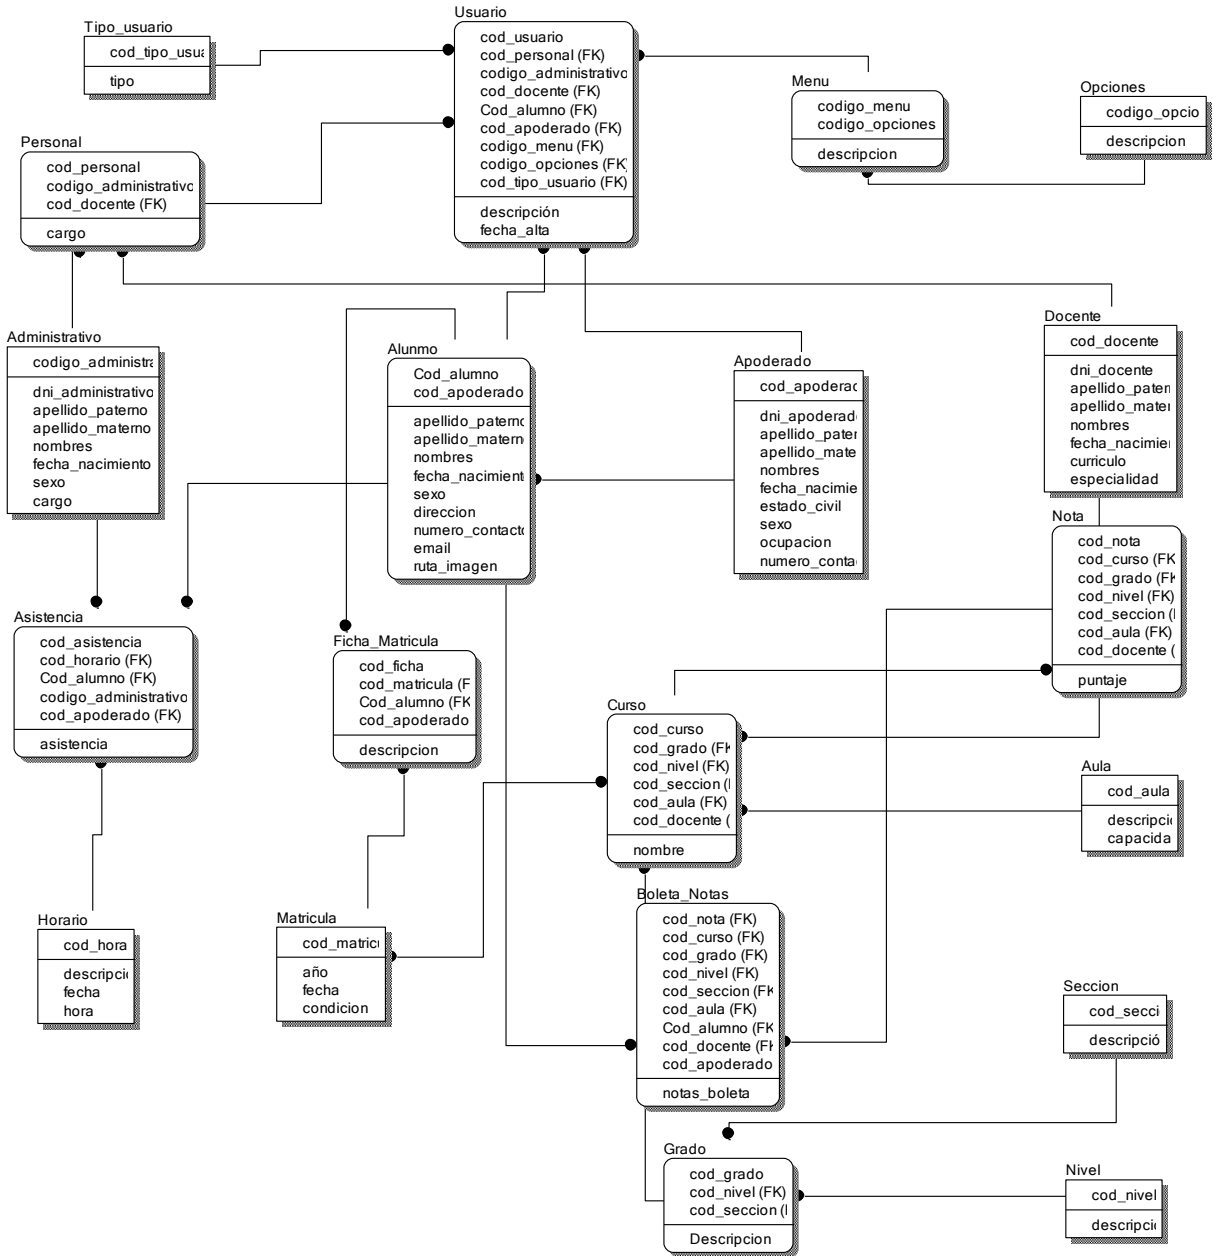 Usuario
cod_usuario
cod_personal (FK)
codigo_administrativo
cod_docente (FK)
Cod_alumno (FK)
cod_apoderado (FK)
codigo_menu (FK)
codigo_opciones (FK
cod_tipo_usuario (FK)
descripción
fecha_alta
Tipo_usuario
cod_tipo_usua
tipo
Menu
codigo_menu
codigo_opciones
descripcion
Opciones
codigo_opcio
descripcion
Personal
cod_personal
codigo_administrativo
cod_docente (FK)
cargo
Administrativo
codigo_administra
dni_administrativo
apellido_paterno
apellido_materno
nombres
fecha_nacimiento
sexo
cargo
Alunmo
Cod_alumno
cod_apoderado
apellido_paterno
apellido_materno
nombres
fecha_nacimient
sexo
direccion
numero_contacto
email
ruta_imagen
Apoderado
cod_apoderad
dni_apoderado
apellido_pater
apellido_mate
nombres
fecha_nacimie
estado_civil
sexo
ocupacion
numero_conta
Docente
cod_docente
dni_docente
apellido_patern
apellido_mater
nombres
fecha_nacimien
curriculo
especialidad
Nota
cod_nota
cod_curso (FK
cod_grado (FK
cod_nivel (FK)
cod_seccion (
cod_aula (FK)
cod_docente (
puntaje
Asistencia
cod_asistencia
cod_horario (FK)
Cod_alumno (FK)
codigo_administrativo
cod_apoderado (FK)
asistencia
Ficha_Matricula
cod_ficha
cod_matricula (F
Cod_alumno (FK
cod_apoderado
descripcion
Curso
cod_curso
cod_grado (FK
cod_nivel (FK)
cod_seccion (
cod_aula (FK)
cod_docente (
nombre
Aula
cod_aula
descripcio
capacida
Horario
cod_hora
descripcio
fecha
hora
Matricula
cod_matricu
año
fecha
condicion
Boleta_Notas
cod_nota (FK)
cod_curso (FK)
cod_grado (FK)
cod_nivel (FK)
cod_seccion (FK
cod_aula (FK)
Cod_alumno (FK
cod_docente (FK
cod_apoderado
notas_boleta
Seccion
cod_secci
descripció
Grado
cod_grado
cod_nivel (FK)
cod_seccion (
Descripcion
Nivel
cod_nivel
descripcio